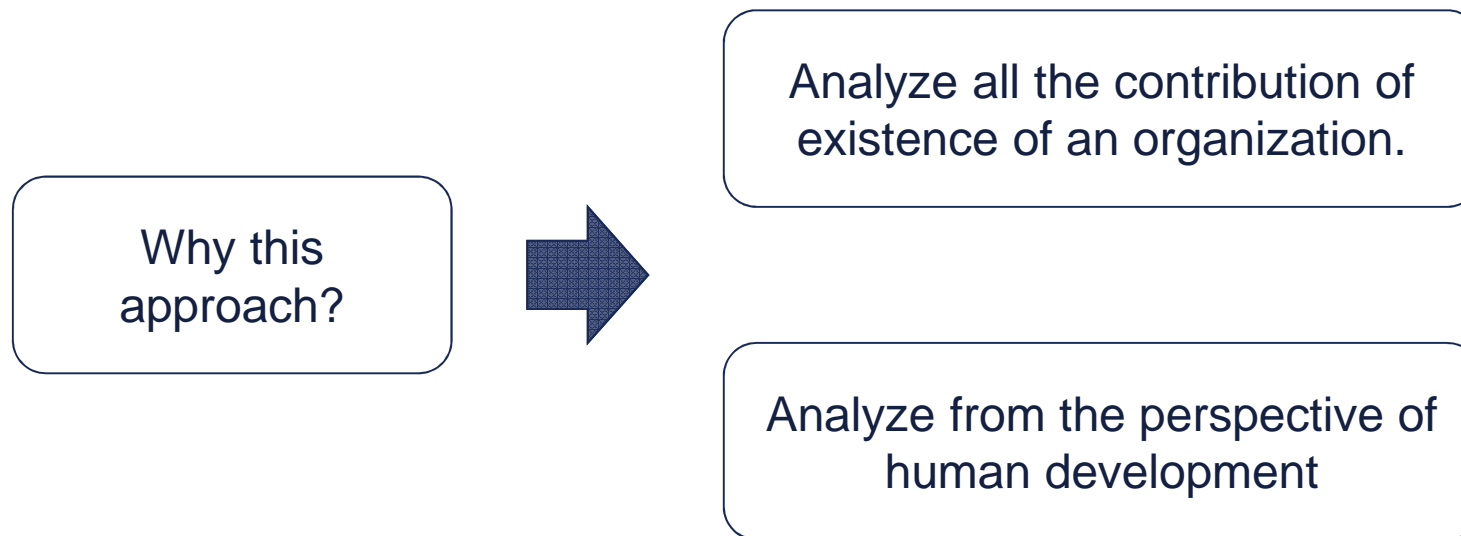 Analyze all the contribution of
existence of an organization.
Why this
approach?
Analyze from the perspective of
human development